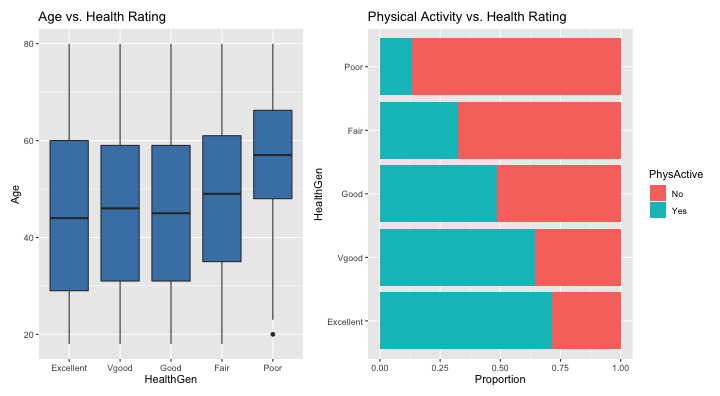 Age vs. Health Rating
80
60
40
20
Age
Excellent Vgood Good Fair Poor
HealthGen
Physical Activity vs. Health Rating
Poor
Fair
Good
Vgood
Excellent
HealthGen
0.00 0.25 0.50 0.75 1.00
Proportion
PhysActive
No
Yes